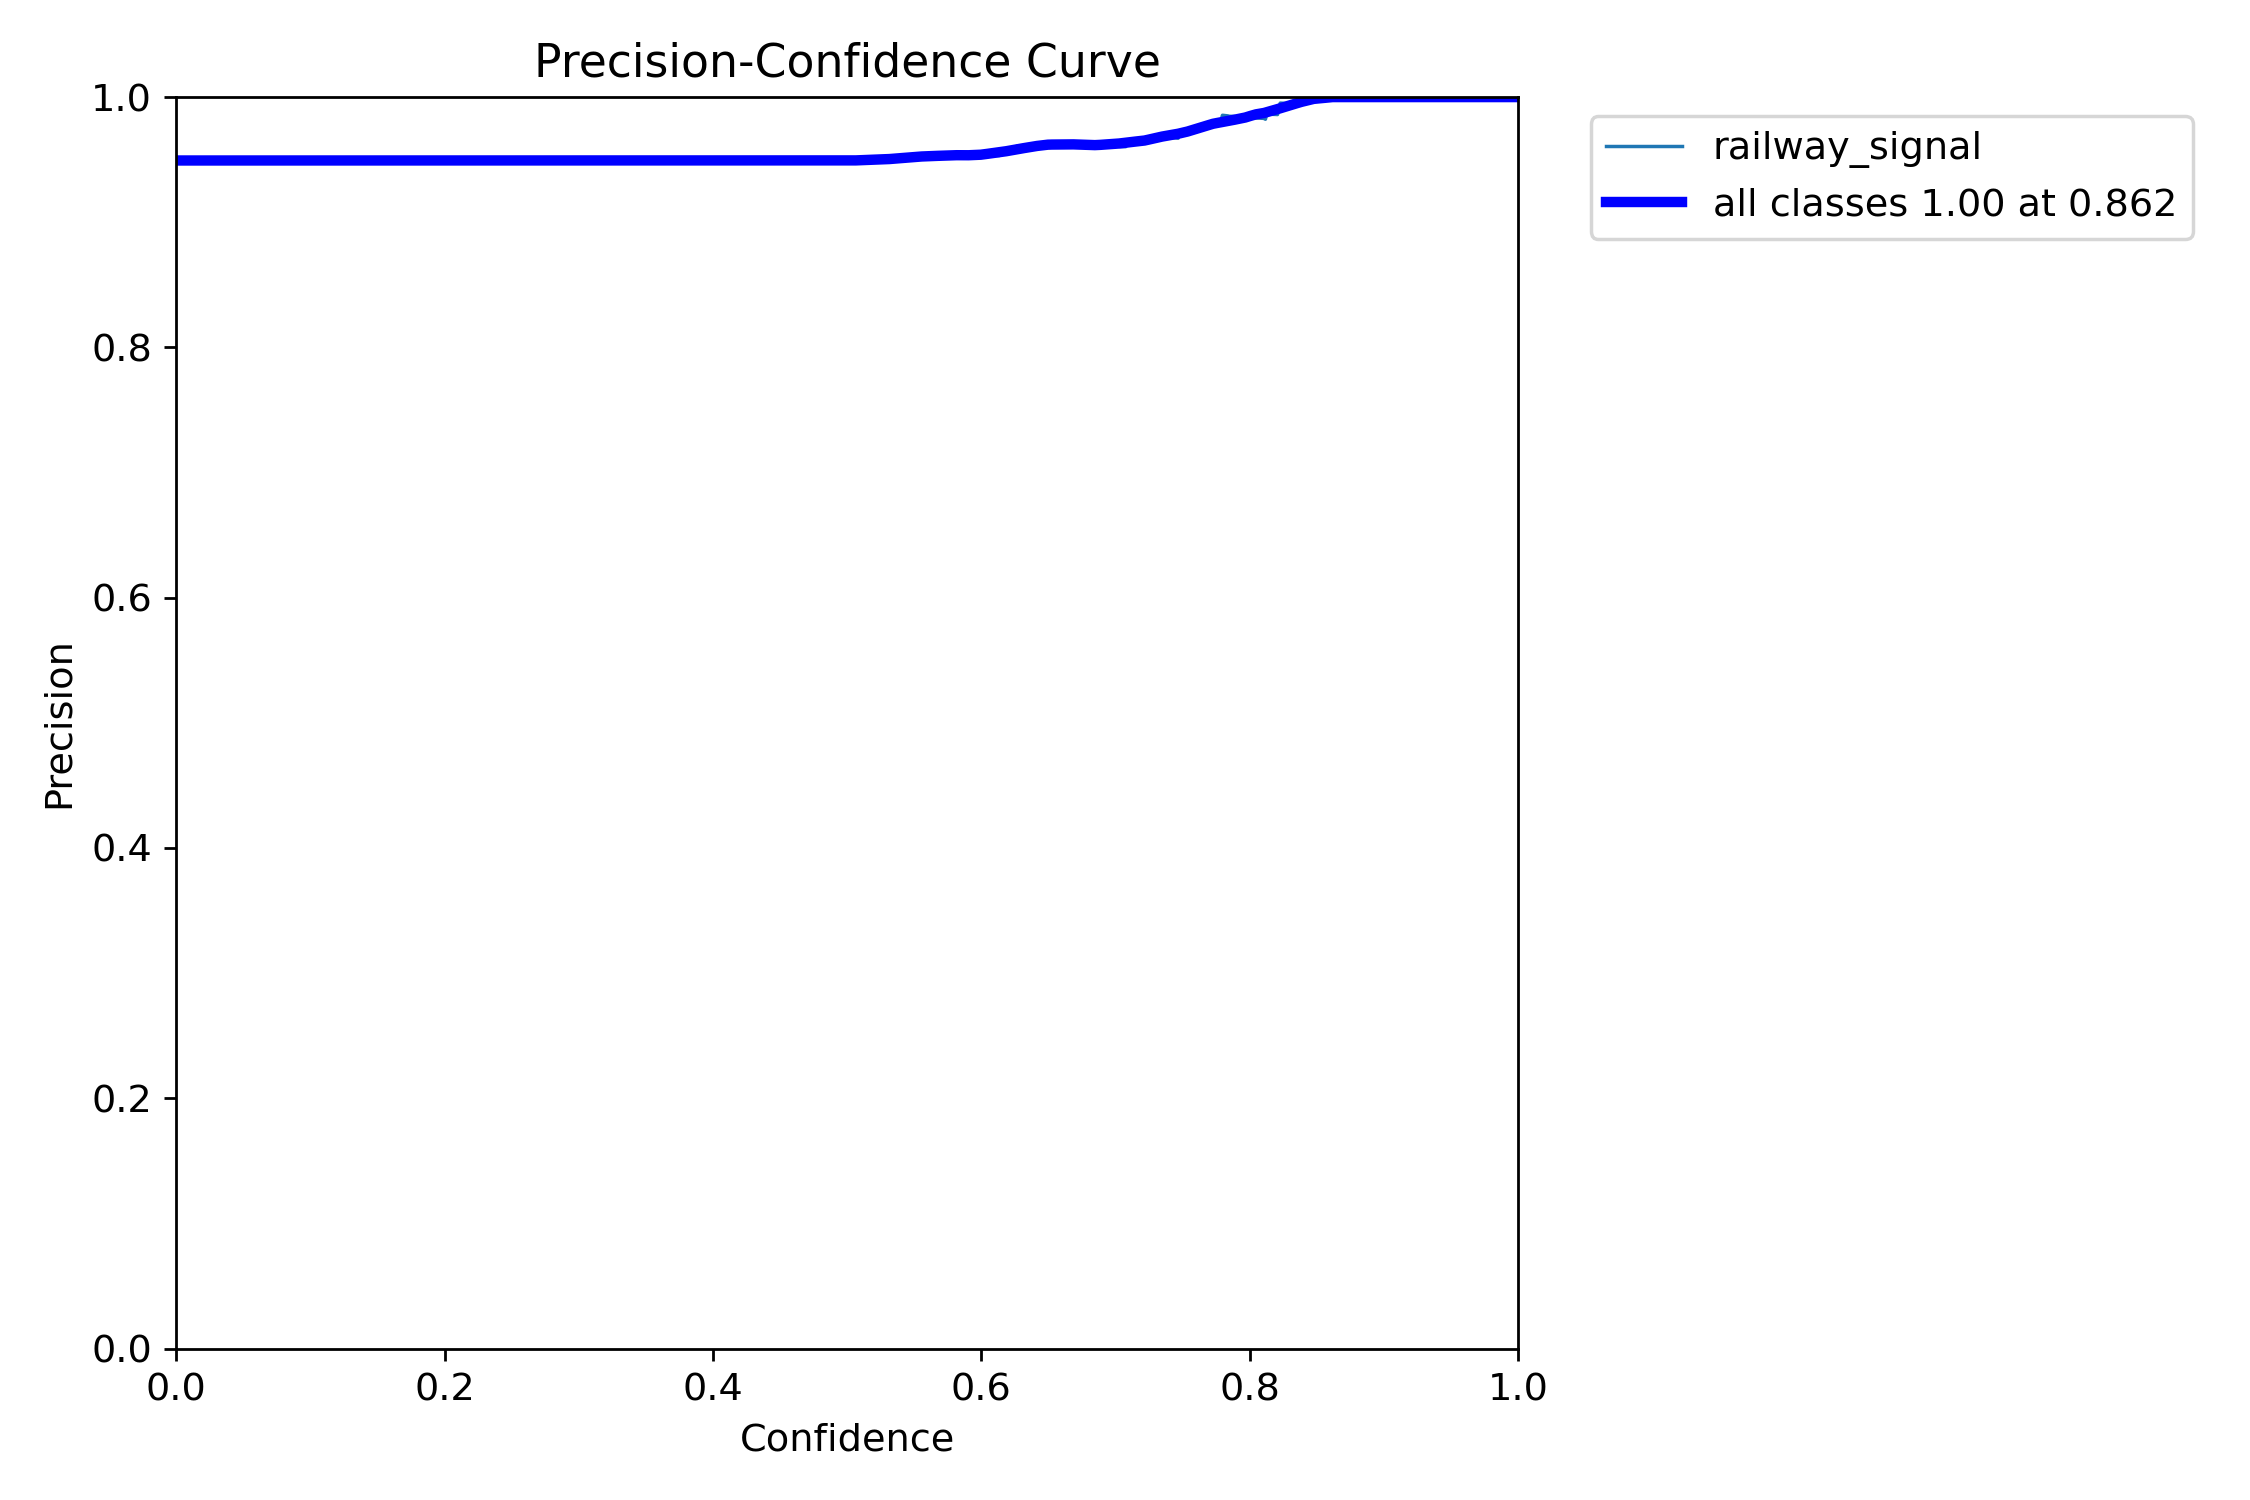 Precision-Confidence Curve
1.0
0.8
0.6
0.4
0.2
0.0
Precision
0.0 0.2 0.4 0.6 0.8 1.0
Confidence
railway_signal
all classes 1.00 at 0.862